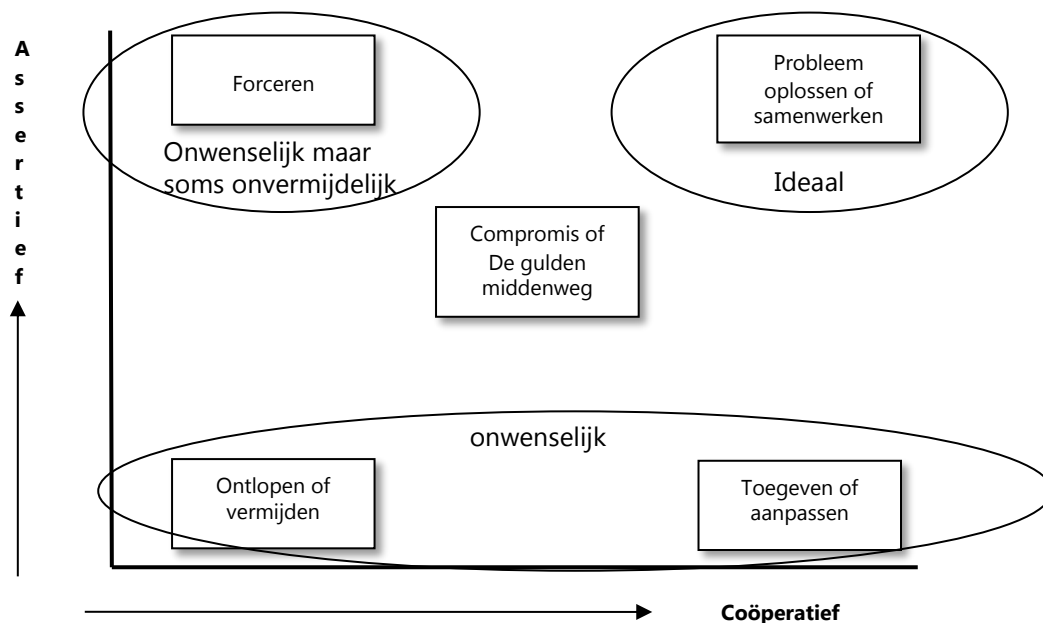 Assertief
Forceren
Onwenselijk maar
soms onvermijdelijk
Probleem
oplossen of
samenwerken
Ideaal
Compromis of
De gulden
middenweg
onwenselijk
Ontlopen of
vermijden
Toegeven of
aanpassen
Coöperatief